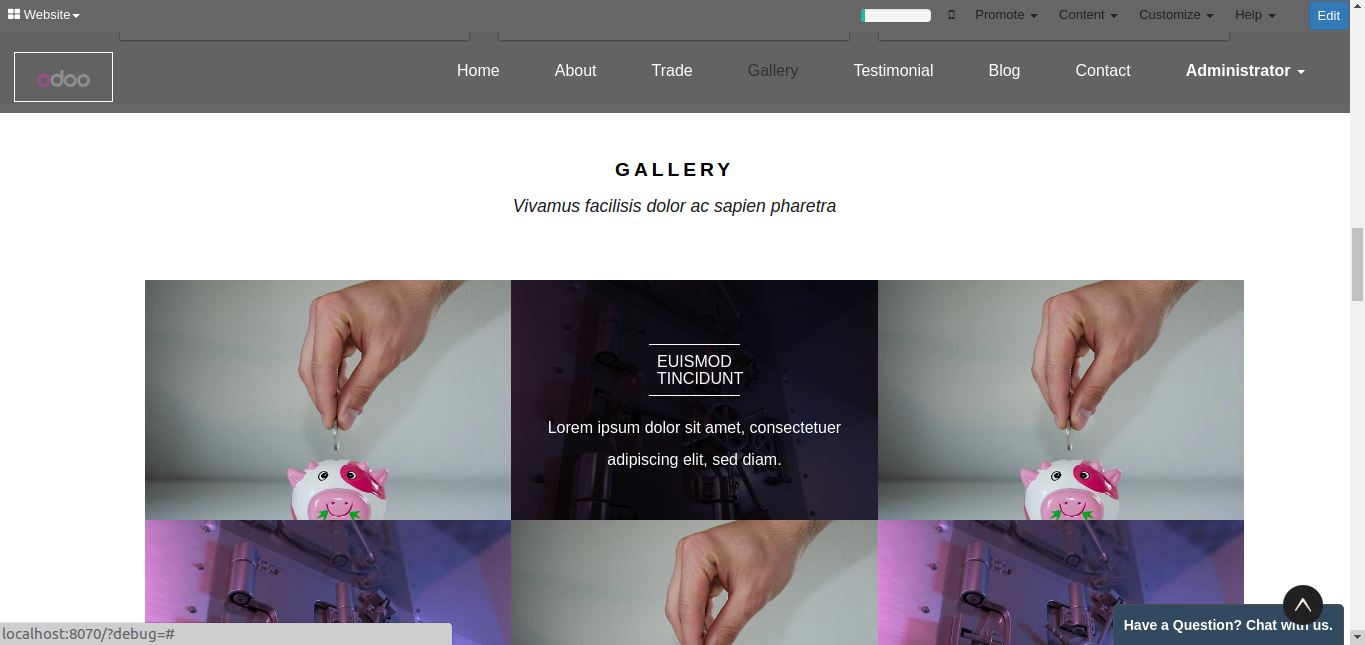 Website
Promote Content Customize Help Edit
odoo
Home About Trade Gallery Testimonial Blog Contact Administrator
GALLERY
Vivamus facilisis dolor ac sapien pharetra
EUISMOD
TINCIDUNT
Lorem ipsum dolor sit amet, consectetuer
adipiscing elit, sed diam.
Have a Question? Chat with us.
localhost:8070/?debug=#